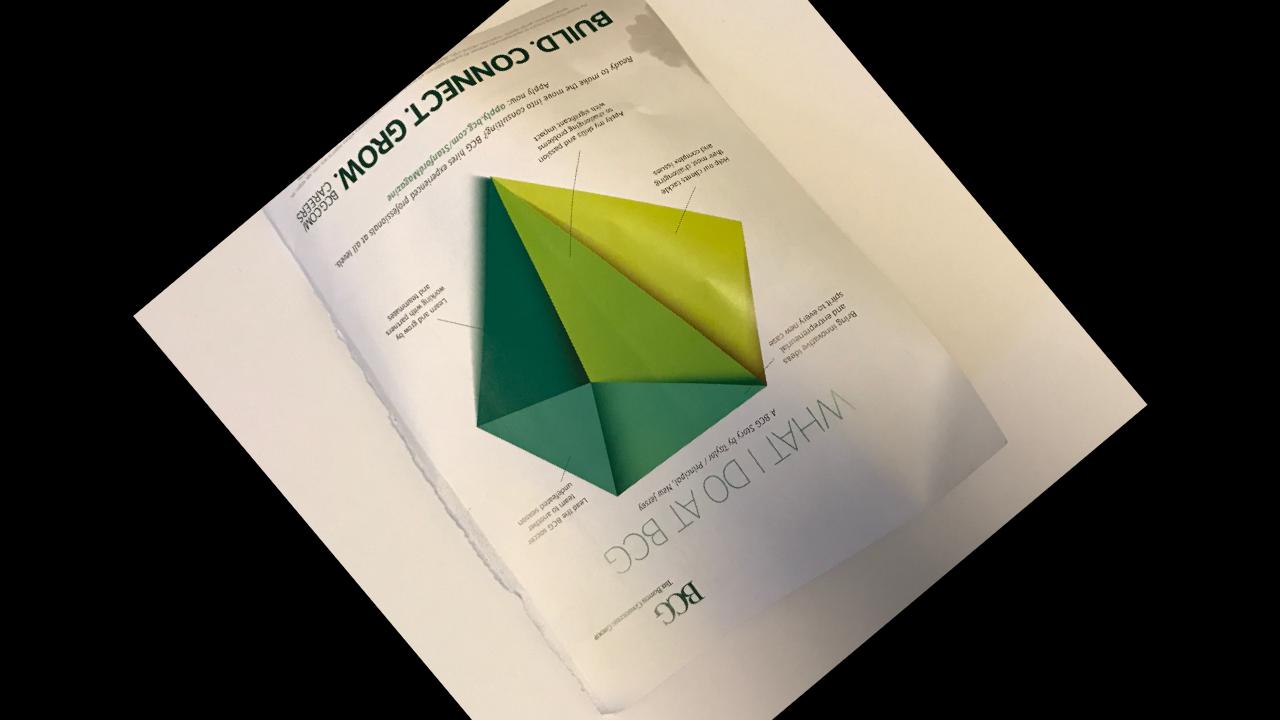 BCG
THE BOSTON CONSULTING GROUP
WHAT I DO AT BCG
A BCG Story by Taylor / Principal, New Jersey
Bring innovative ideas
and entrepreneurial
spirit to every new case
Lead the BCG soccer
team to another
undefeated season
Help our clients tackle
their most challenging
and complex issues
Learn and grow by
working with partners
and teammates
Apply my skills and passion
to challenging problems
with significant impact
Ready to make the move into consulting? BCG hires experienced professionals at all levels.
Apply now: apply.bcg.com/StanfordMagazine
BUILD. CONNECT. GROW.
BCG.COM/
CAREERS